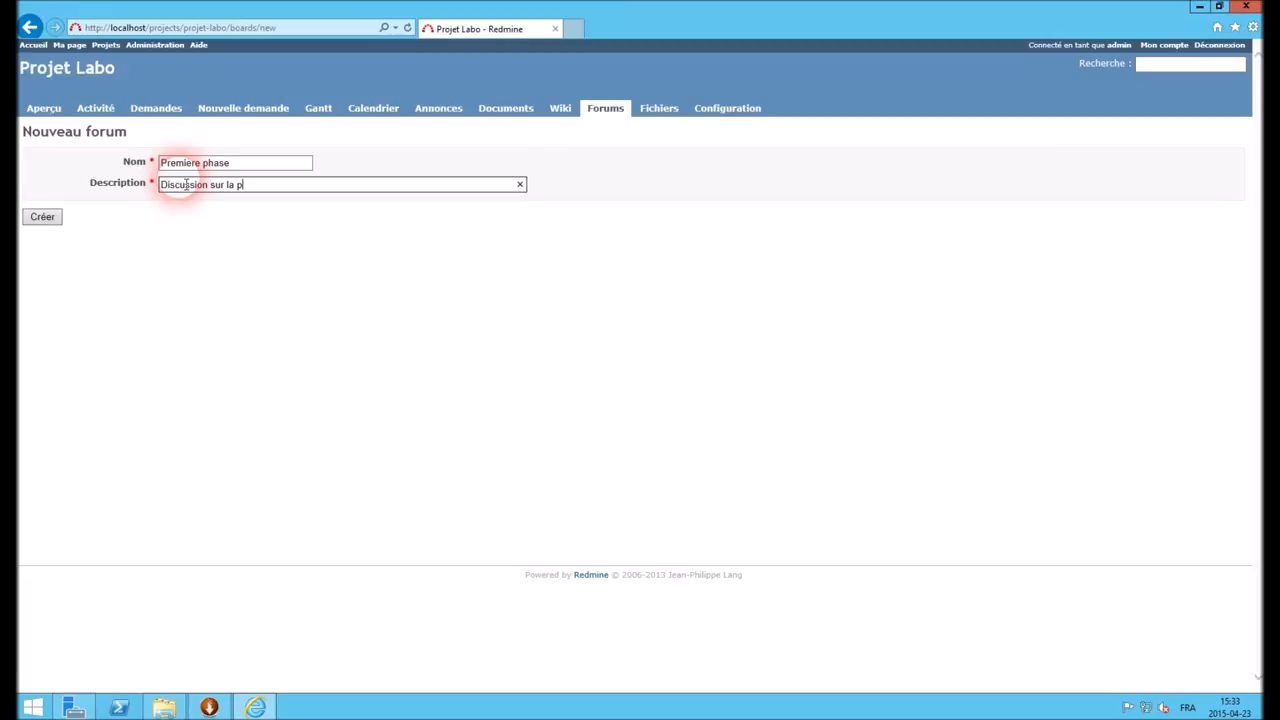 http://localhost/projects/projet-labo/boards/new
Projet Labo - Redmine
Accueil Ma page Projets Administration Aide
Connecté en tant que admin Mon compte Déconnexion
Projet Labo
Recherche :
Aperçu Activité Demandes Nouvelle demande Gantt Calendrier Annonces Documents Wiki Forums Fichiers Configuration
Nouveau forum
Nom * Premiere phase
Description * Discussion sur la p
Créer
Powered by Redmine © 2006-2013 Jean-Philippe Lang
FRA
15:33
2015-04-23